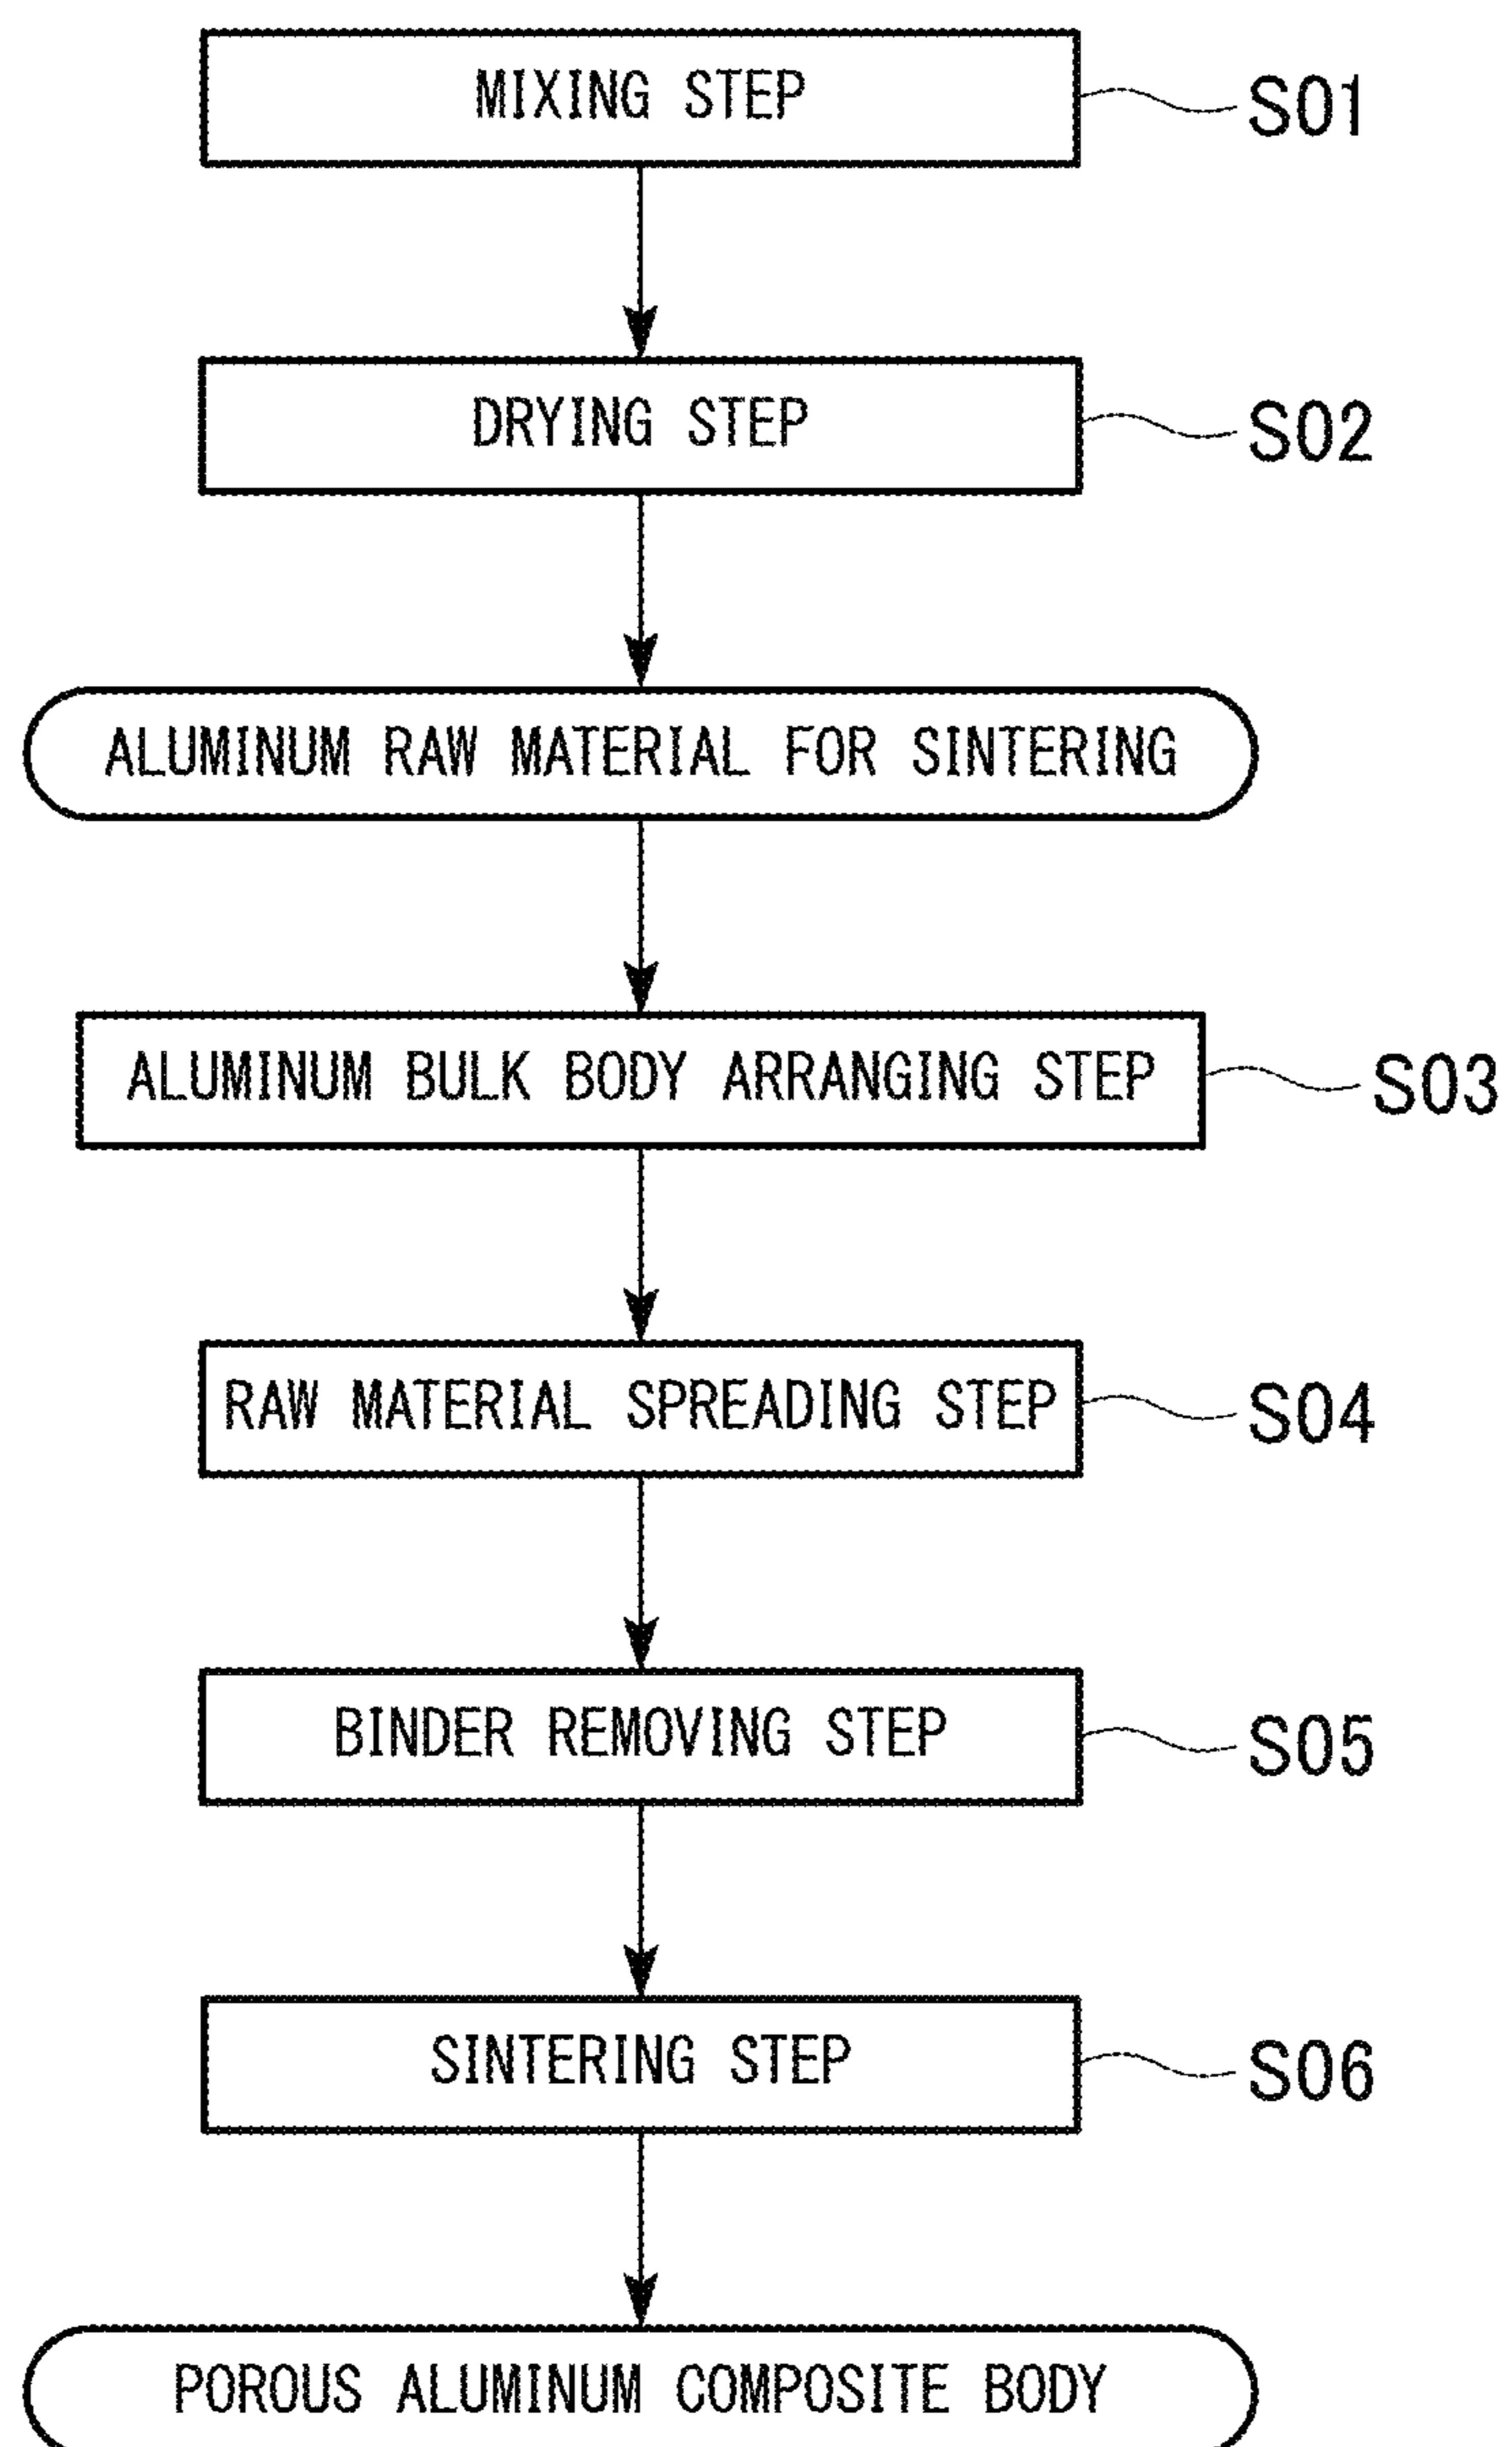 MIXING STEP
S01
DRYING STEP
S02
ALUMINUM RAW MATERIAL FOR SINTERING
ALUMINUM BULK BODY ARRANGING STEP
S03
RAW MATERIAL SPREADING STEP
S04
BINDER REMOVING STEP
S05
SINTERING STEP
S06
POROUS ALUMINUM COMPOSITE BODY